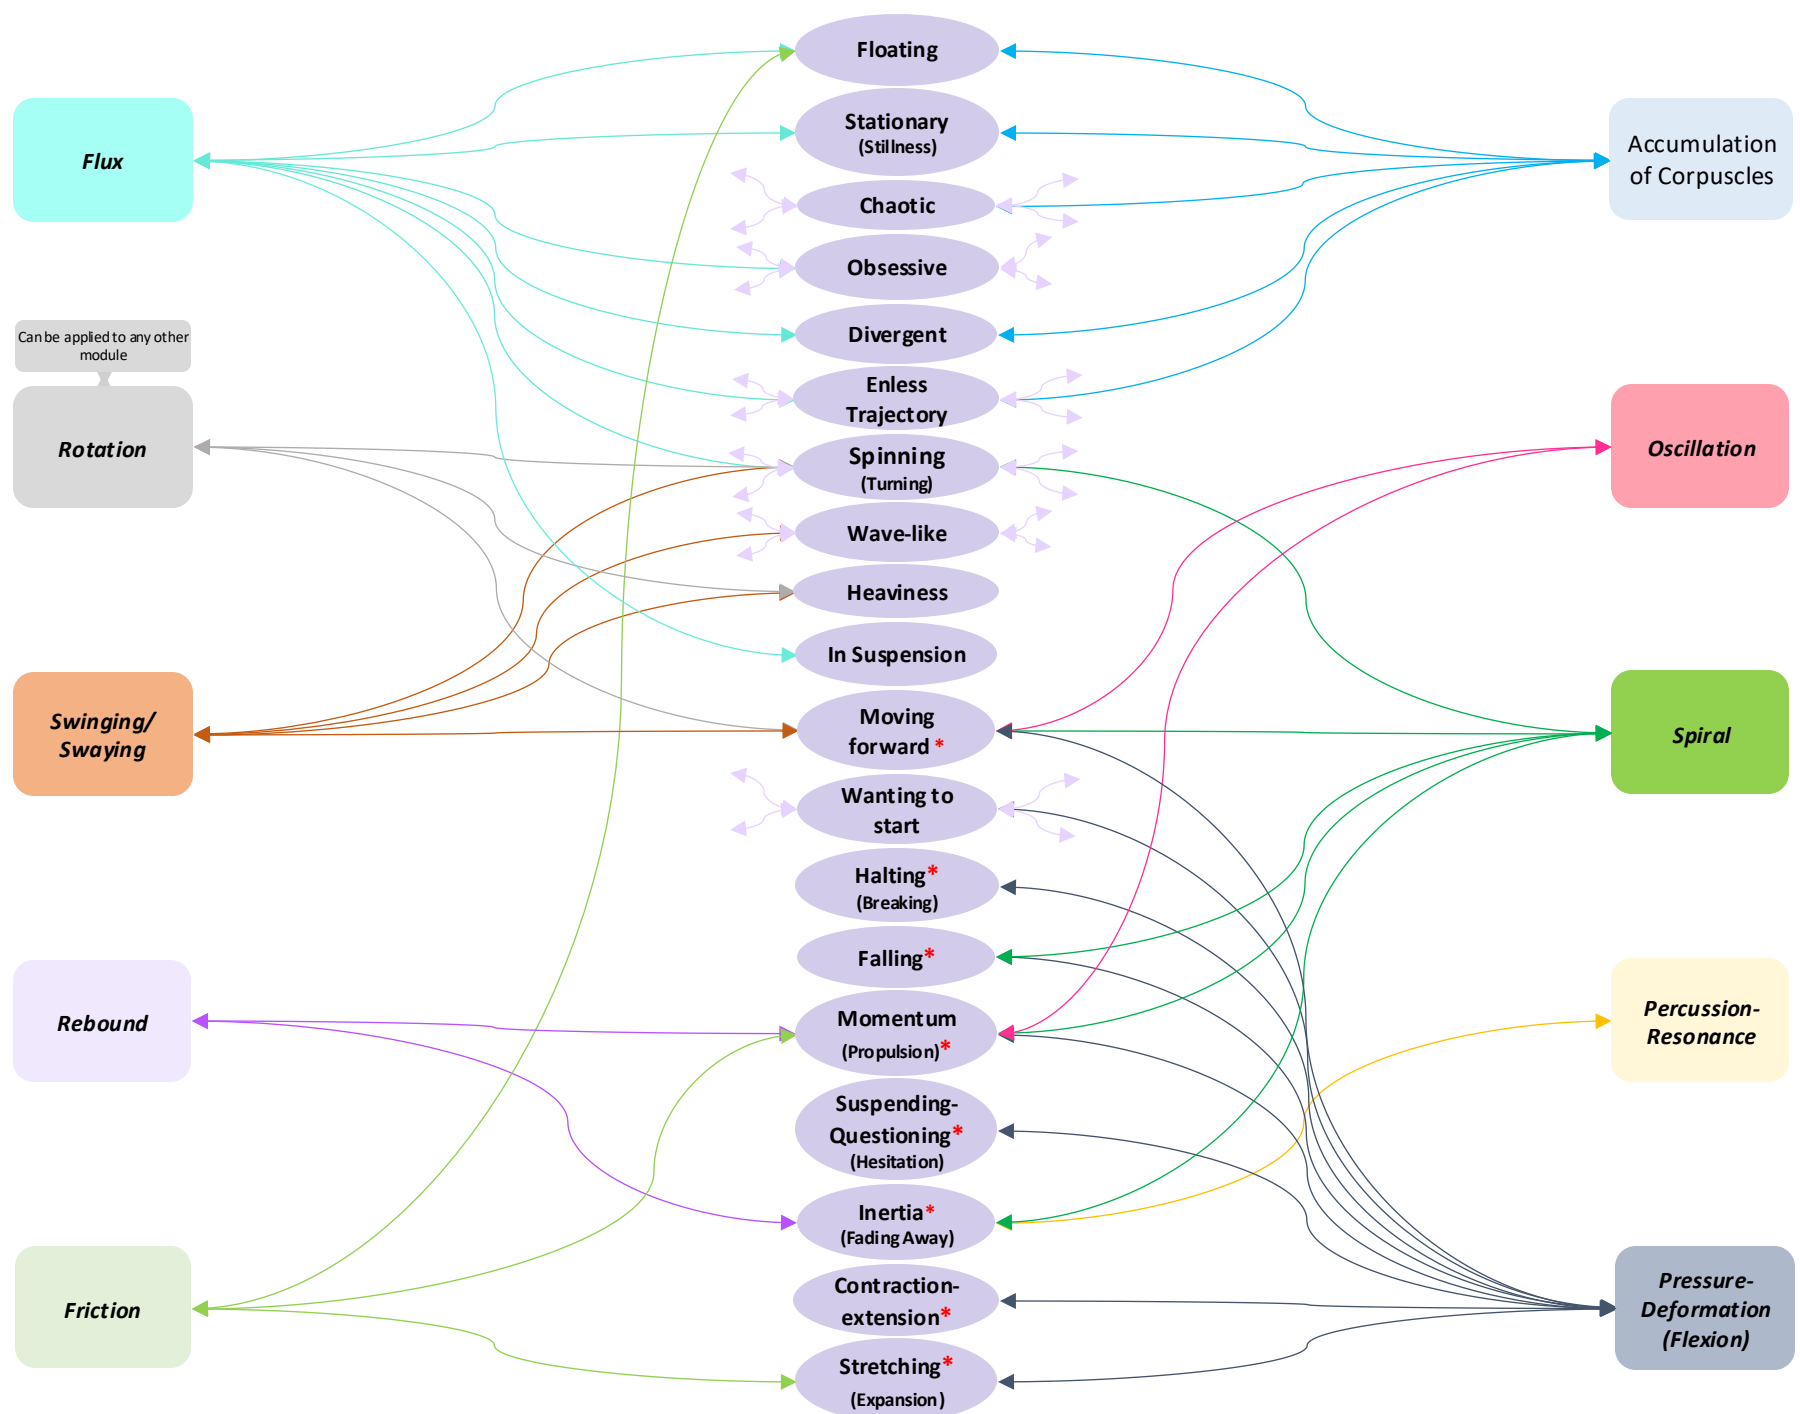 Flux
Can be applied to any other
module
Rotation
Swinging/
Swaying
Rebound
Friction
Floating
Stationary
(Stillness)
Chaotic
Obsessive
Divergent
Enless
Trajectory
Spinning
(Turning)
Wave-like
Heaviness
In Suspension
Moving
forward *
Wanting to
start
Halting*
(Breaking)
Falling*
Momentum
(Propulsion)*
Suspending-
Questioning*
(Hesitation)
Inertia*
(Fading Away)
Contraction-
extension*
Stretching*
(Expansion)
Accumulation
of Corpuscles
Oscillation
Spiral
Percussion-
Resonance
Pressure-
Deformation
(Flexion)